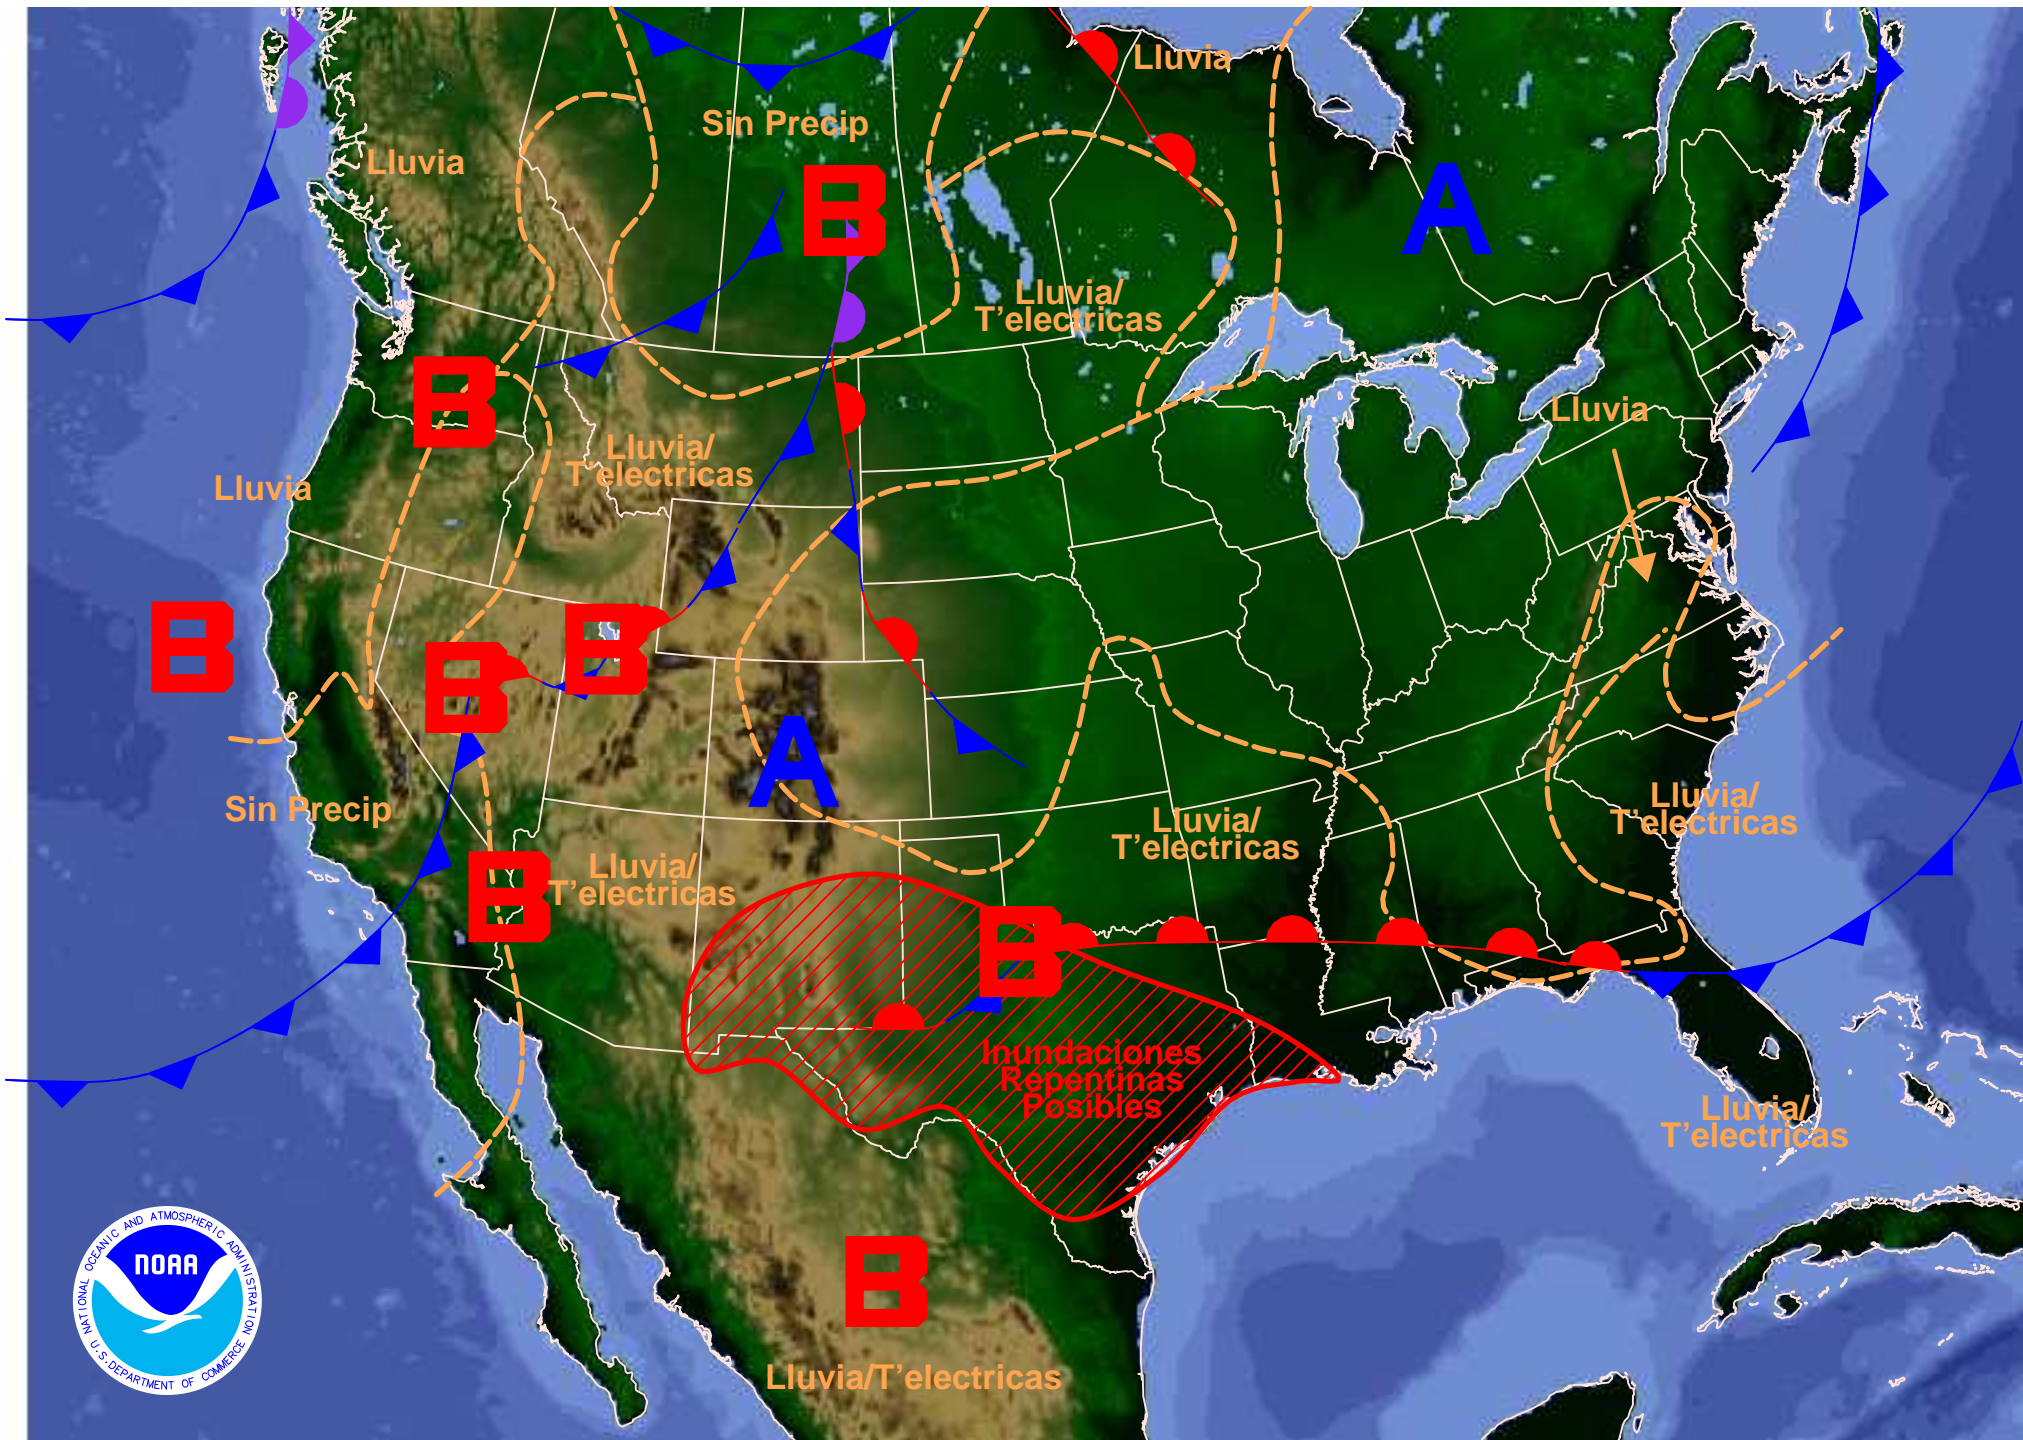 Lluvia
Sin Precip
Lluvia
B
A
Lluvia/
T'electricas
B
Lluvia
Lluvia/
T'electricas
Lluvia
B
B
B
A
Sin Precip
Lluvia/
T'electricas
Lluvia/
T'electricas
Lluvia/
T'electricas
B
B
Inundaciones
Repentinas
Posibles
Lluvia/
T'electricas
B
Lluvia/T'electricas
NATIONAL OCEANIC AND ATMOSPHERIC ADMINISTRATION
NOAA
U.S. DEPARTMENT OF COMMERCE